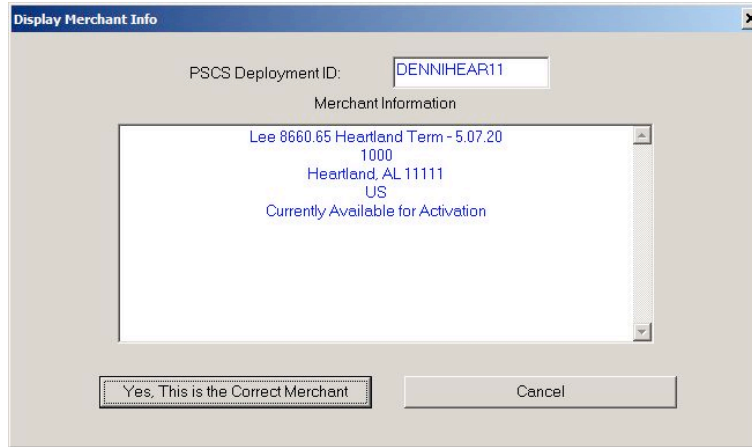 Display Merchant Info
PSCS Deployment ID: DENNIHEAR11
Merchant Information
Lee 8660.65 Heartland Term - 5.07.20
1000
Heartland, AL 11111
US
Currently Available for Activation
Yes, This is the Correct Merchant Cancel